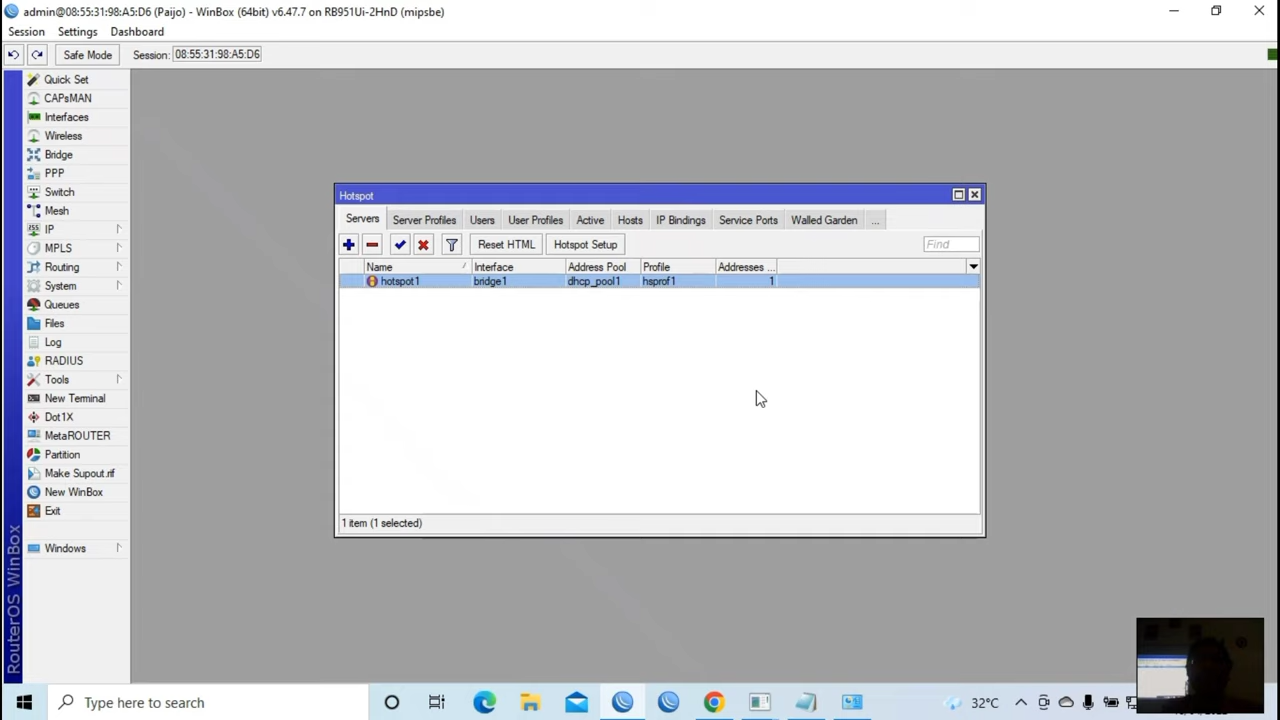 admin@08:55:31:98:A5:D6 (Paijo) - WinBox (64bit) v6.47.7 on RB951Ui-2HnD (mipsbe)
Session Settings Dashboard
Safe Mode Session: 08:55:31:98:A5:D6
Quick Set
CAPsMAN
Interfaces
Wireless
Bridge
PPP
Switch
Mesh
IP
MPLS
Routing
System
Queues
Files
Log
RADIUS
Tools
New Terminal
Dot1X
MetaROUTER
Partition
Make Supout.rif
New WinBox
Exit
Windows
RouterOS WinBox
Hotspot
Servers Server Profiles Users User Profiles Active Hosts IP Bindings Service Ports Walled Garden ...
Reset HTML Hotspot Setup Find
Name Interface Address Pool Profile Addresses ...
hotspot1 bridge1 dhcp_pool1 hsprof1 1
1 item (1 selected)
Type here to search 32°C